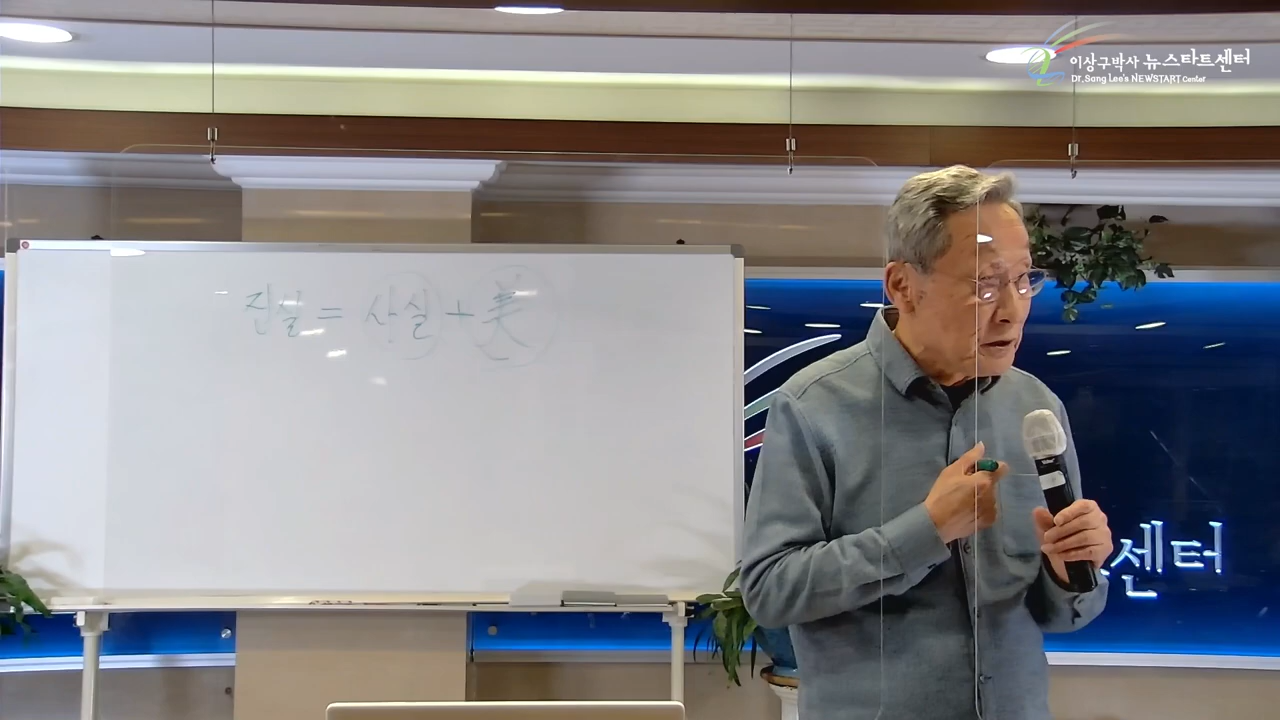 이상구박사 뉴스타트센터
Dr. Sang Lee's NEWSTART Center
진실 = 사실 + 美
센터